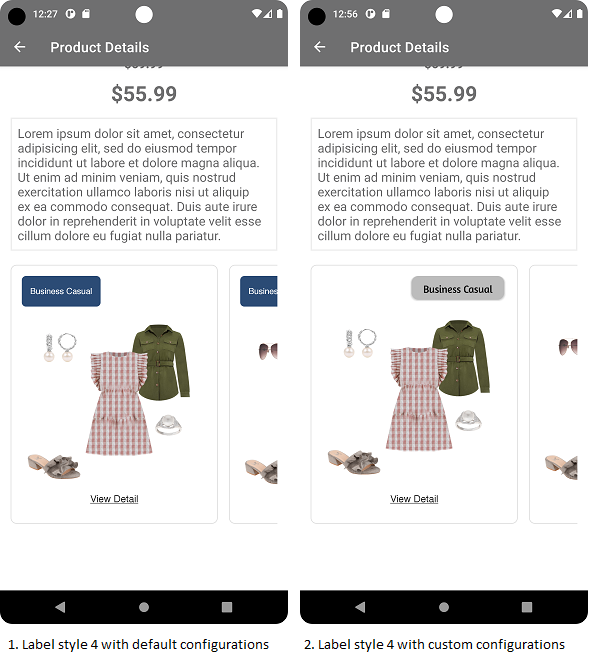 12:27
Product Details
$55.99
Lorem ipsum dolor sit amet, consectetur
adipisicing elit, sed do eiusmod tempor
incididunt ut labore et dolore magna aliqua.
Ut enim ad minim veniam, quis nostrud
exercitation ullamco laboris nisi ut aliquip
ex ea commodo consequat. Duis aute irure
dolor in reprehenderit in voluptate velit esse
cillum dolore eu fugiat nulla pariatur.
Business Casual
Busines
View Detail
1. Label style 4 with default configurations
12:56
Product Details
$55.99
Lorem ipsum dolor sit amet, consectetur
adipisicing elit, sed do eiusmod tempor
incididunt ut labore et dolore magna aliqua.
Ut enim ad minim veniam, quis nostrud
exercitation ullamco laboris nisi ut aliquip
ex ea commodo consequat. Duis aute irure
dolor in reprehenderit in voluptate velit esse
cillum dolore eu fugiat nulla pariatur.
Business Casual
View Detail
2. Label style 4 with custom configurations